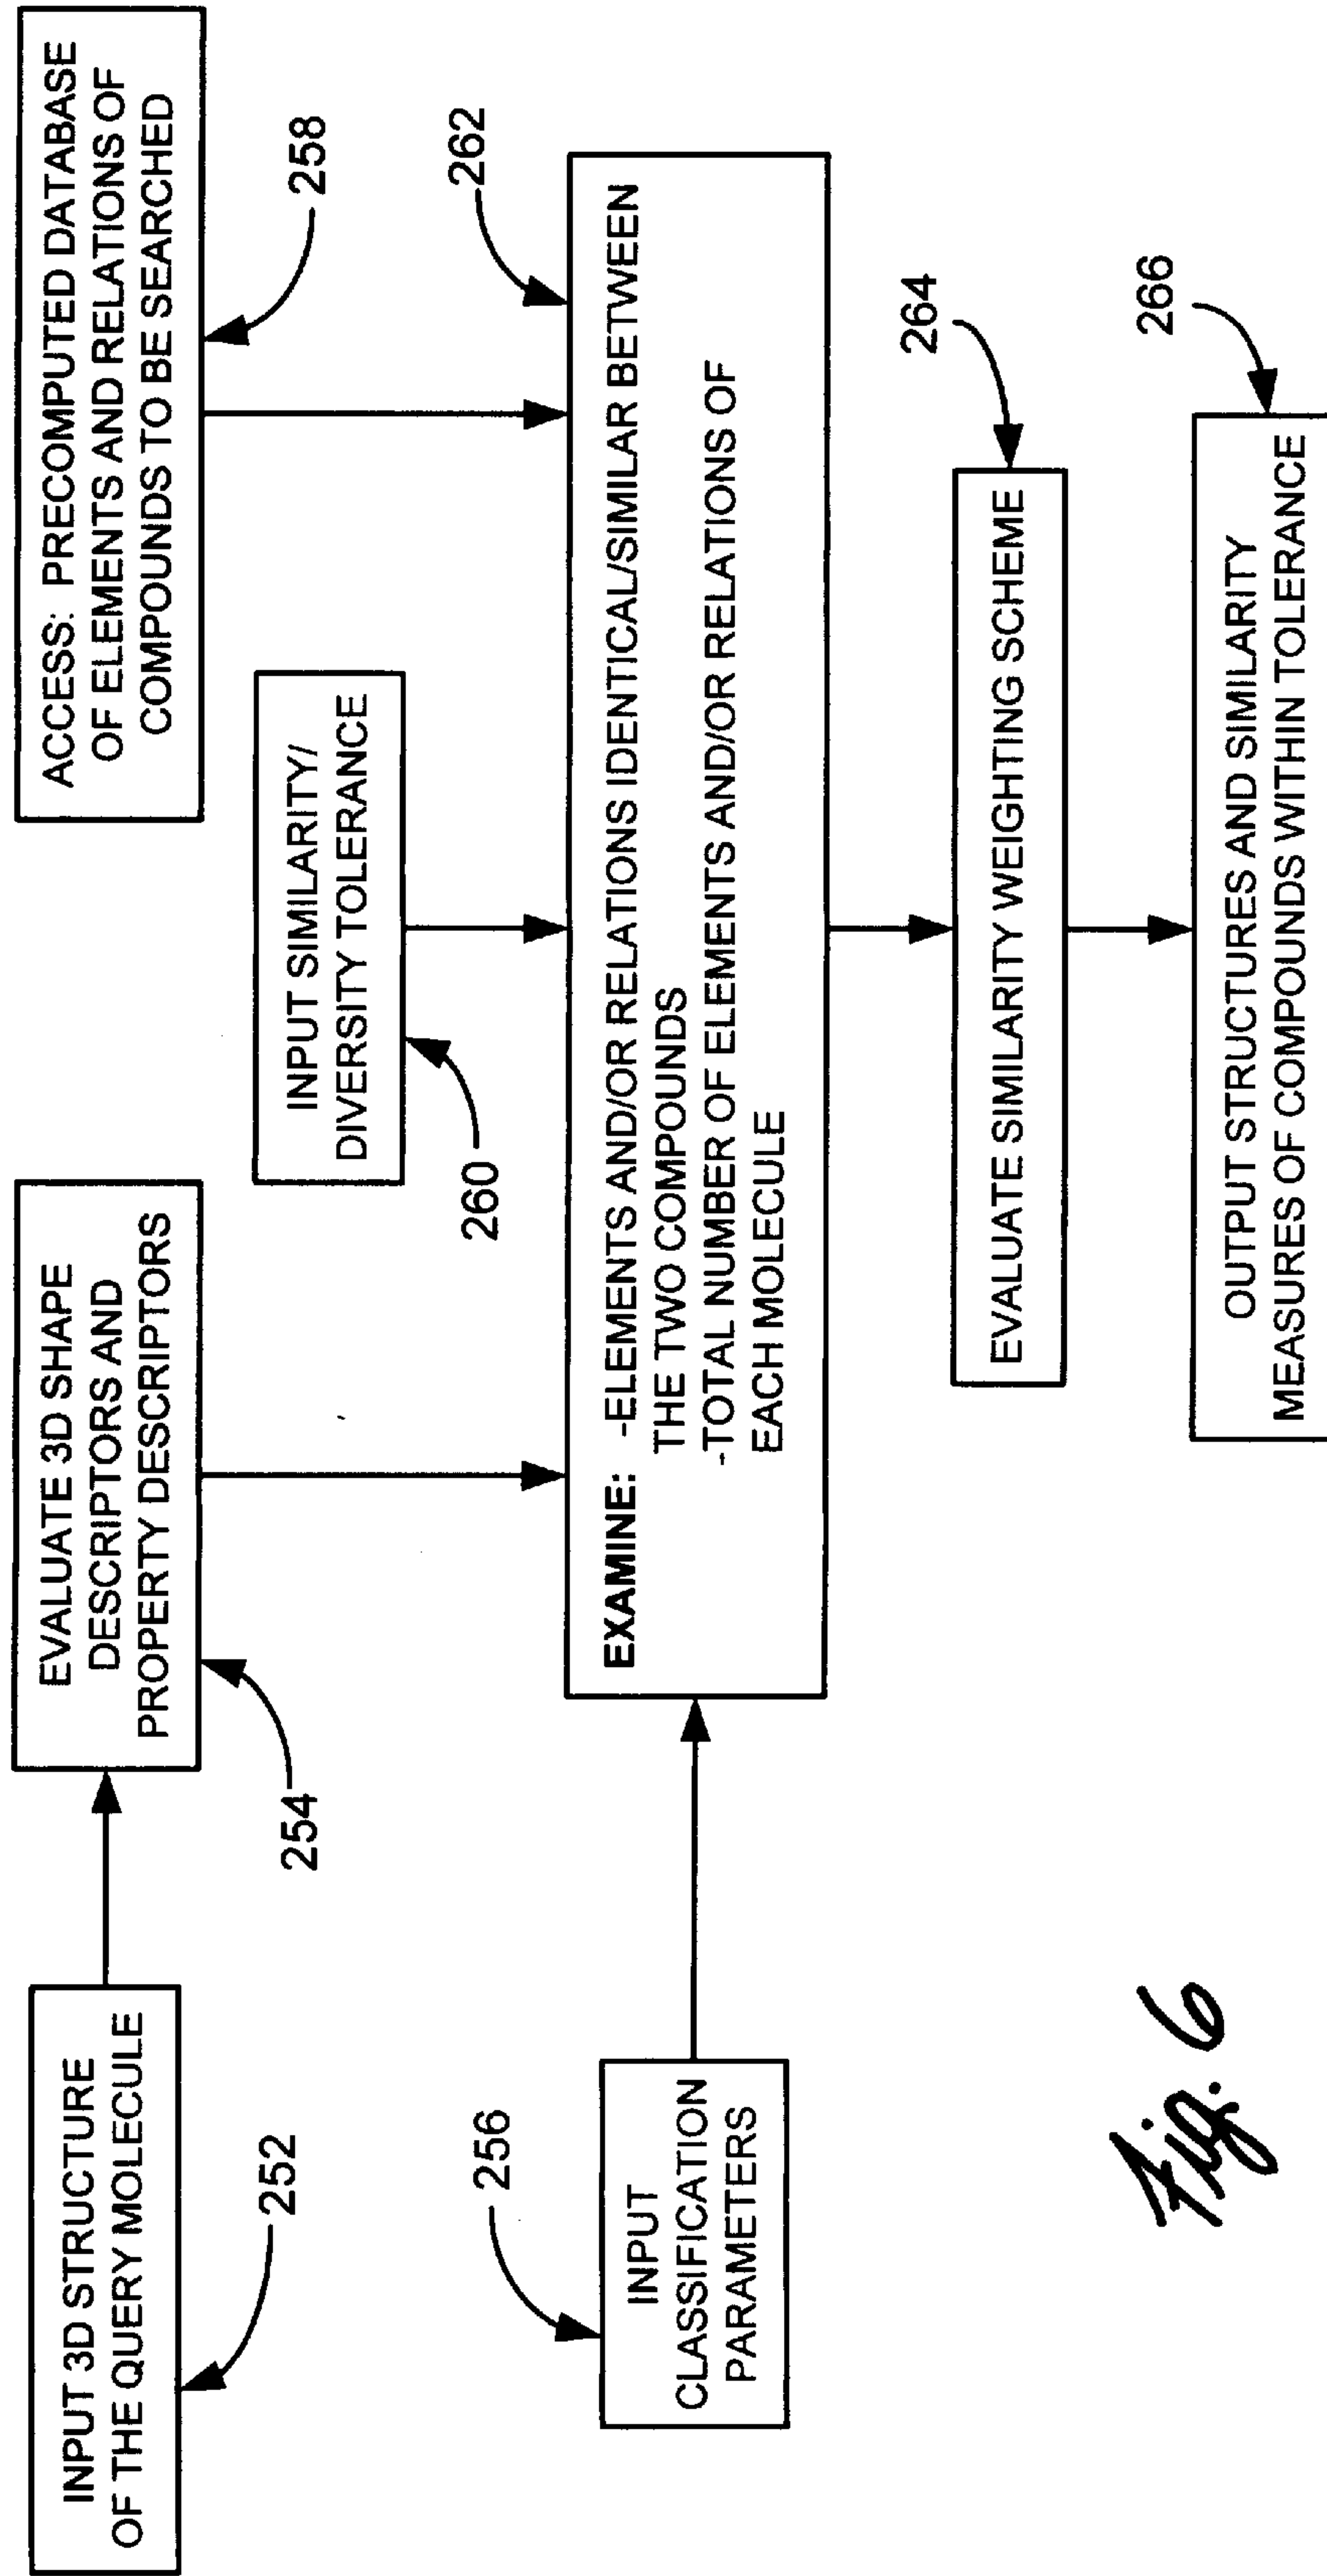 INPUT 3D STRUCTURE
OF THE QUERY MOLECULE
252
EVALUATE 3D SHAPE
DESCRIPTORS AND
PROPERTY DESCRIPTORS
254
ACCESS: PRECOMPUTED DATABASE
OF ELEMENTS AND RELATIONS OF
COMPOUNDS TO BE SEARCHED
258
INPUT SIMILARITY/
DIVERSITY TOLERANCE
260
262
256
INPUT
CLASSIFICATION
PARAMETERS
EXAMINE: -ELEMENTS AND/OR RELATIONS IDENTICAL/SIMILAR BETWEEN
THE TWO COMPOUNDS
-TOTAL NUMBER OF ELEMENTS AND/OR RELATIONS OF
EACH MOLECULE
264
EVALUATE SIMILARITY WEIGHTING SCHEME
266
OUTPUT STRUCTURES AND SIMILARITY
MEASURES OF COMPOUNDS WITHIN TOLERANCE
Fig. 6